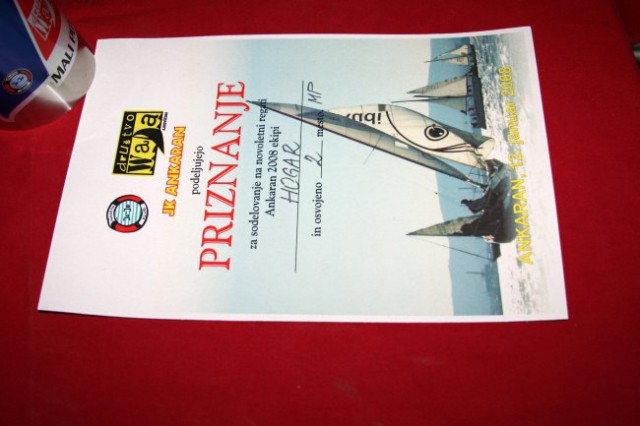 društvo
Waga
JK ANKARAN
podeljujejo
PRIZNANJE
za sodelovanje na novoletni regati
Ankaran 2008 ekipi
HOGAR
in osvojeno 2 mesto. MP
ANKARAN, 12. januar 2008
MALI